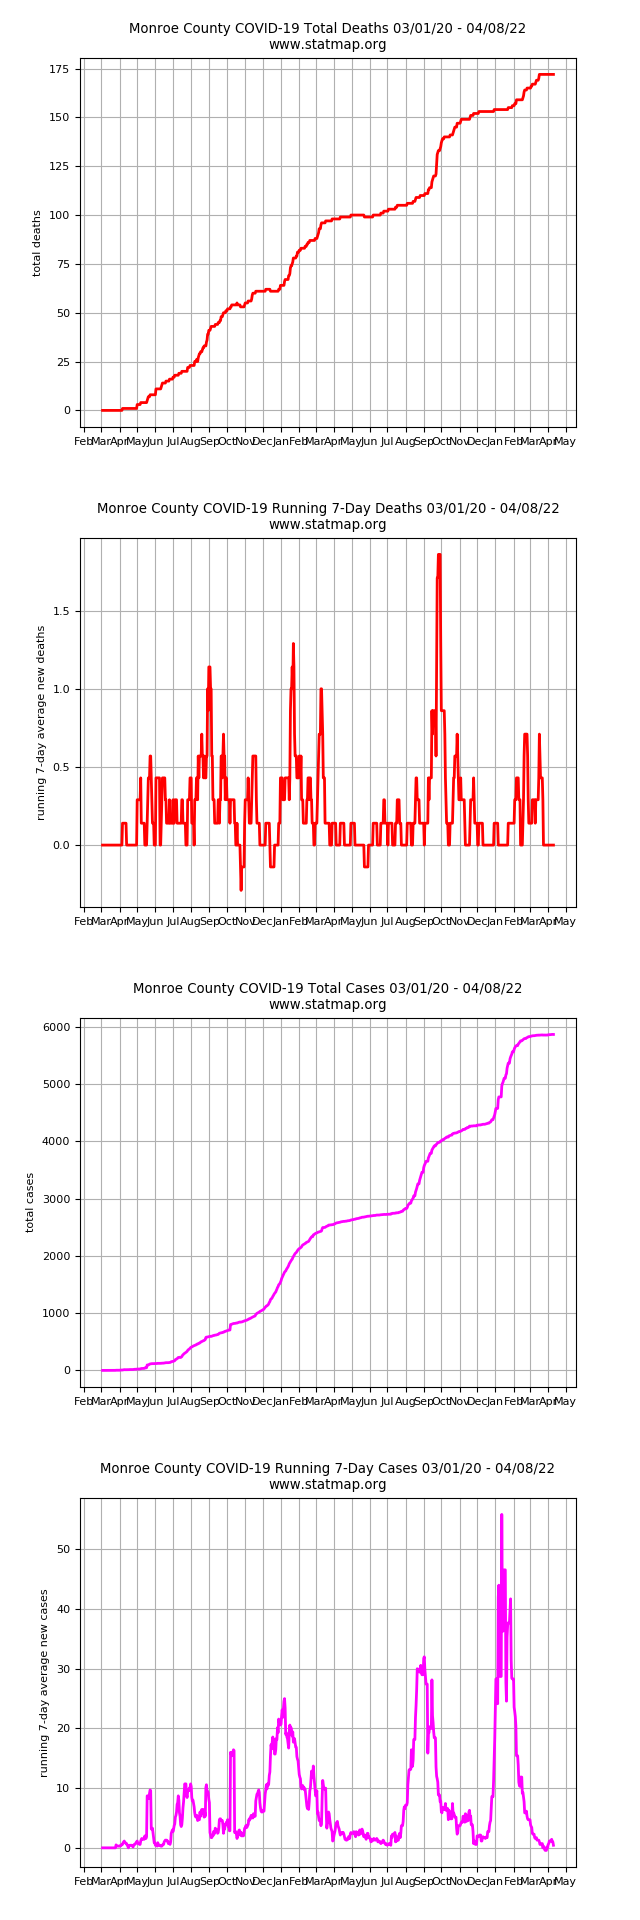 Monroe County COVID-19 Total Deaths 03/01/20 - 04/08/22
www.statmap.org
175
150
125
100
75
50
25
0
total deaths
Feb Mar Apr May Jun Jul Aug Sep Oct Nov Dec Jan Feb Mar Apr May Jun Jul Aug Sep Oct Nov Dec Jan Feb Mar Apr May
Monroe County COVID-19 Running 7-Day Deaths 03/01/20 - 04/08/22
www.statmap.org
1.5
1.0
0.5
0.0
running 7-day average new deaths
Feb Mar Apr May Jun Jul Aug Sep Oct Nov Dec Jan Feb Mar Apr May Jun Jul Aug Sep Oct Nov Dec Jan Feb Mar Apr May
Monroe County COVID-19 Total Cases 03/01/20 - 04/08/22
www.statmap.org
6000
5000
4000
3000
2000
1000
0
total cases
Feb Mar Apr May Jun Jul Aug Sep Oct Nov Dec Jan Feb Mar Apr May Jun Jul Aug Sep Oct Nov Dec Jan Feb Mar Apr May
Monroe County COVID-19 Running 7-Day Cases 03/01/20 - 04/08/22
www.statmap.org
50
40
30
20
10
0
running 7-day average new cases
Feb Mar Apr May Jun Jul Aug Sep Oct Nov Dec Jan Feb Mar Apr May Jun Jul Aug Sep Oct Nov Dec Jan Feb Mar Apr May